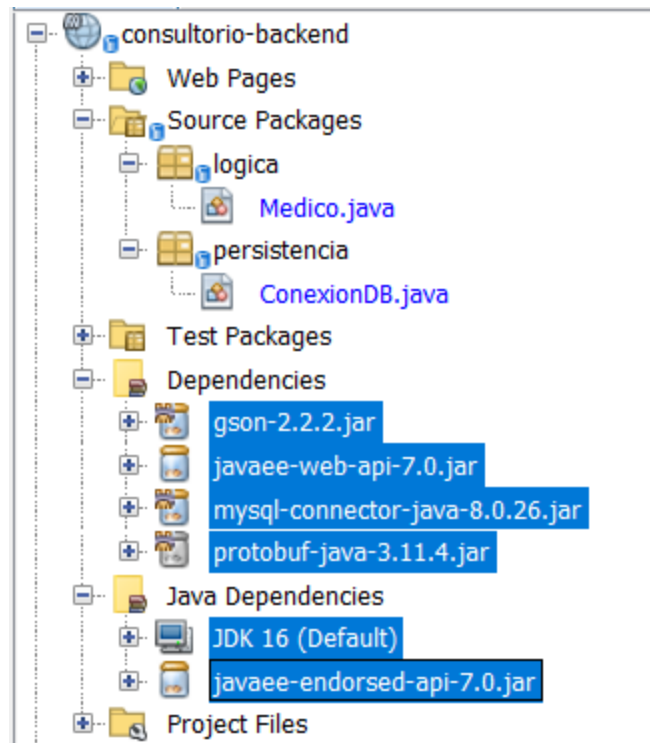 consultorio-backend
Web Pages
Source Packages
logica
Medico.java
persistencia
ConexionDB.java
Test Packages
Dependencies
gson-2.2.2.jar
javaee-web-api-7.0.jar
mysql-connector-java-8.0.26.jar
protobuf-java-3.11.4.jar
Java Dependencies
JDK 16 (Default)
javaee-endorsed-api-7.0.jar
Project Files